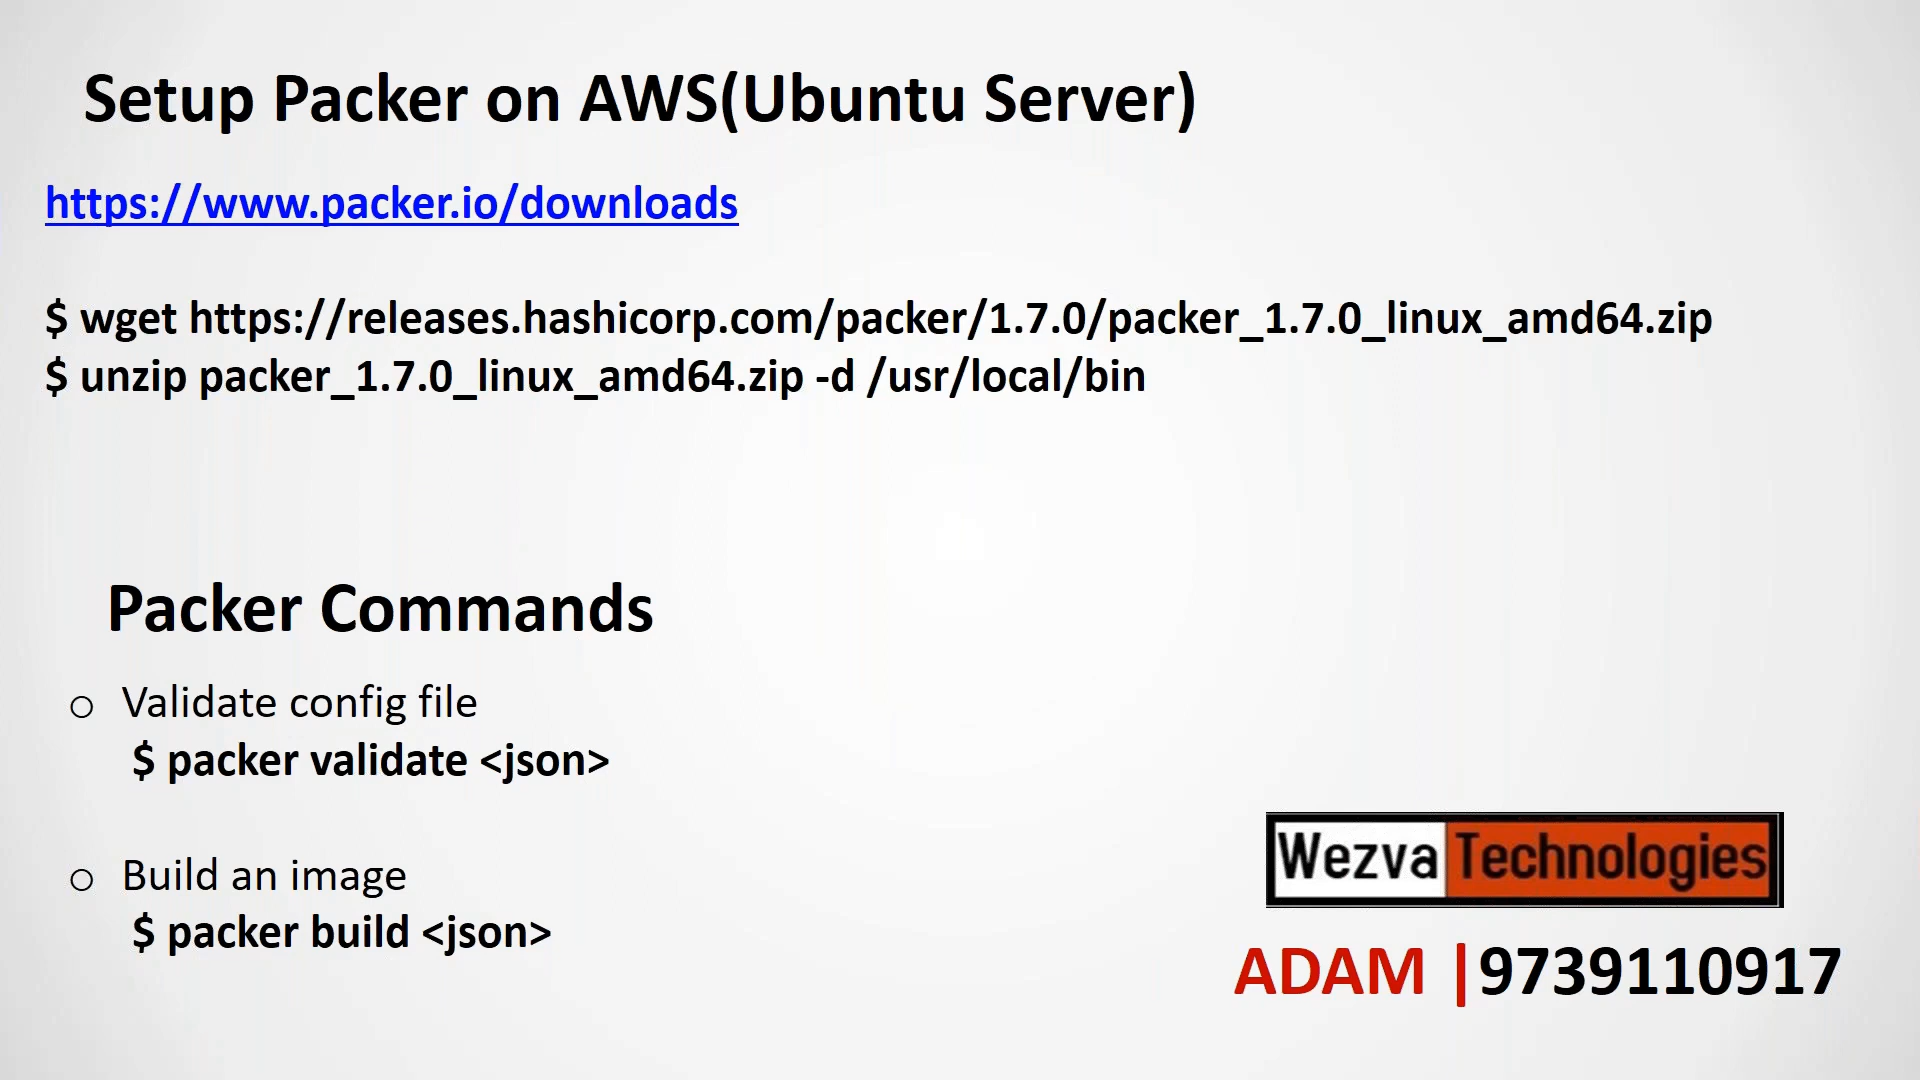 Setup Packer on AWS(Ubuntu Server)
https://www.packer.io/downloads
$ wget https://releases.hashicorp.com/packer/1.7.0/packer_1.7.0_linux_amd64.zip
$ unzip packer_1.7.0_linux_amd64.zip -d /usr/local/bin
Packer Commands
o Validate config file
$ packer validate <json>
o Build an image
$ packer build <json>
Wezva Technologies
ADAM |9739110917